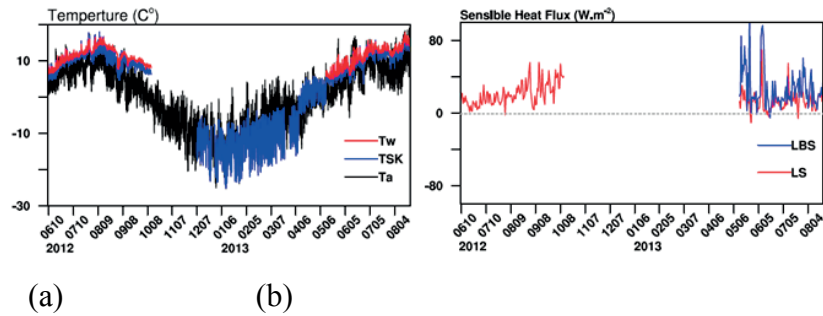 Temperture (C°)
10
-10
-30
Tw
TSK
Ta
0610 0710 0809 0908 1008 1107 1207 0106 0205 0307 0406 0506 0605 0705 0804
2012 2013
(a)
Sensible Heat Flux (W.m⁻²)
80
0
-80
LBS
LS
0610 0710 0809 0908 1008 1107 1207 0106 0205 0307 0406 0506 0605 0705 0804
2012 2013
(b)